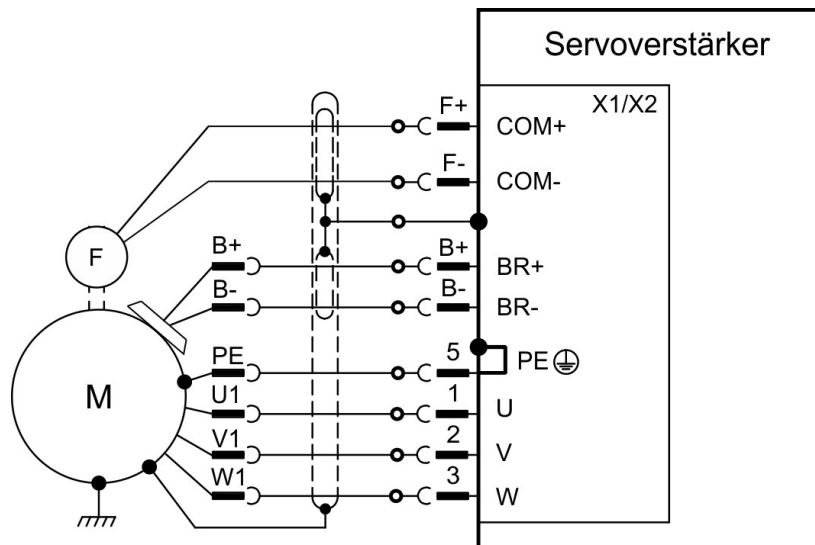 Servoverstärker
X1/X2
F+ COM+
F- COM-
F
B+ B+ BR+
B- B- BR-
PE 5 PE
M
U1 1 U
V1 2 V
W1 3 W